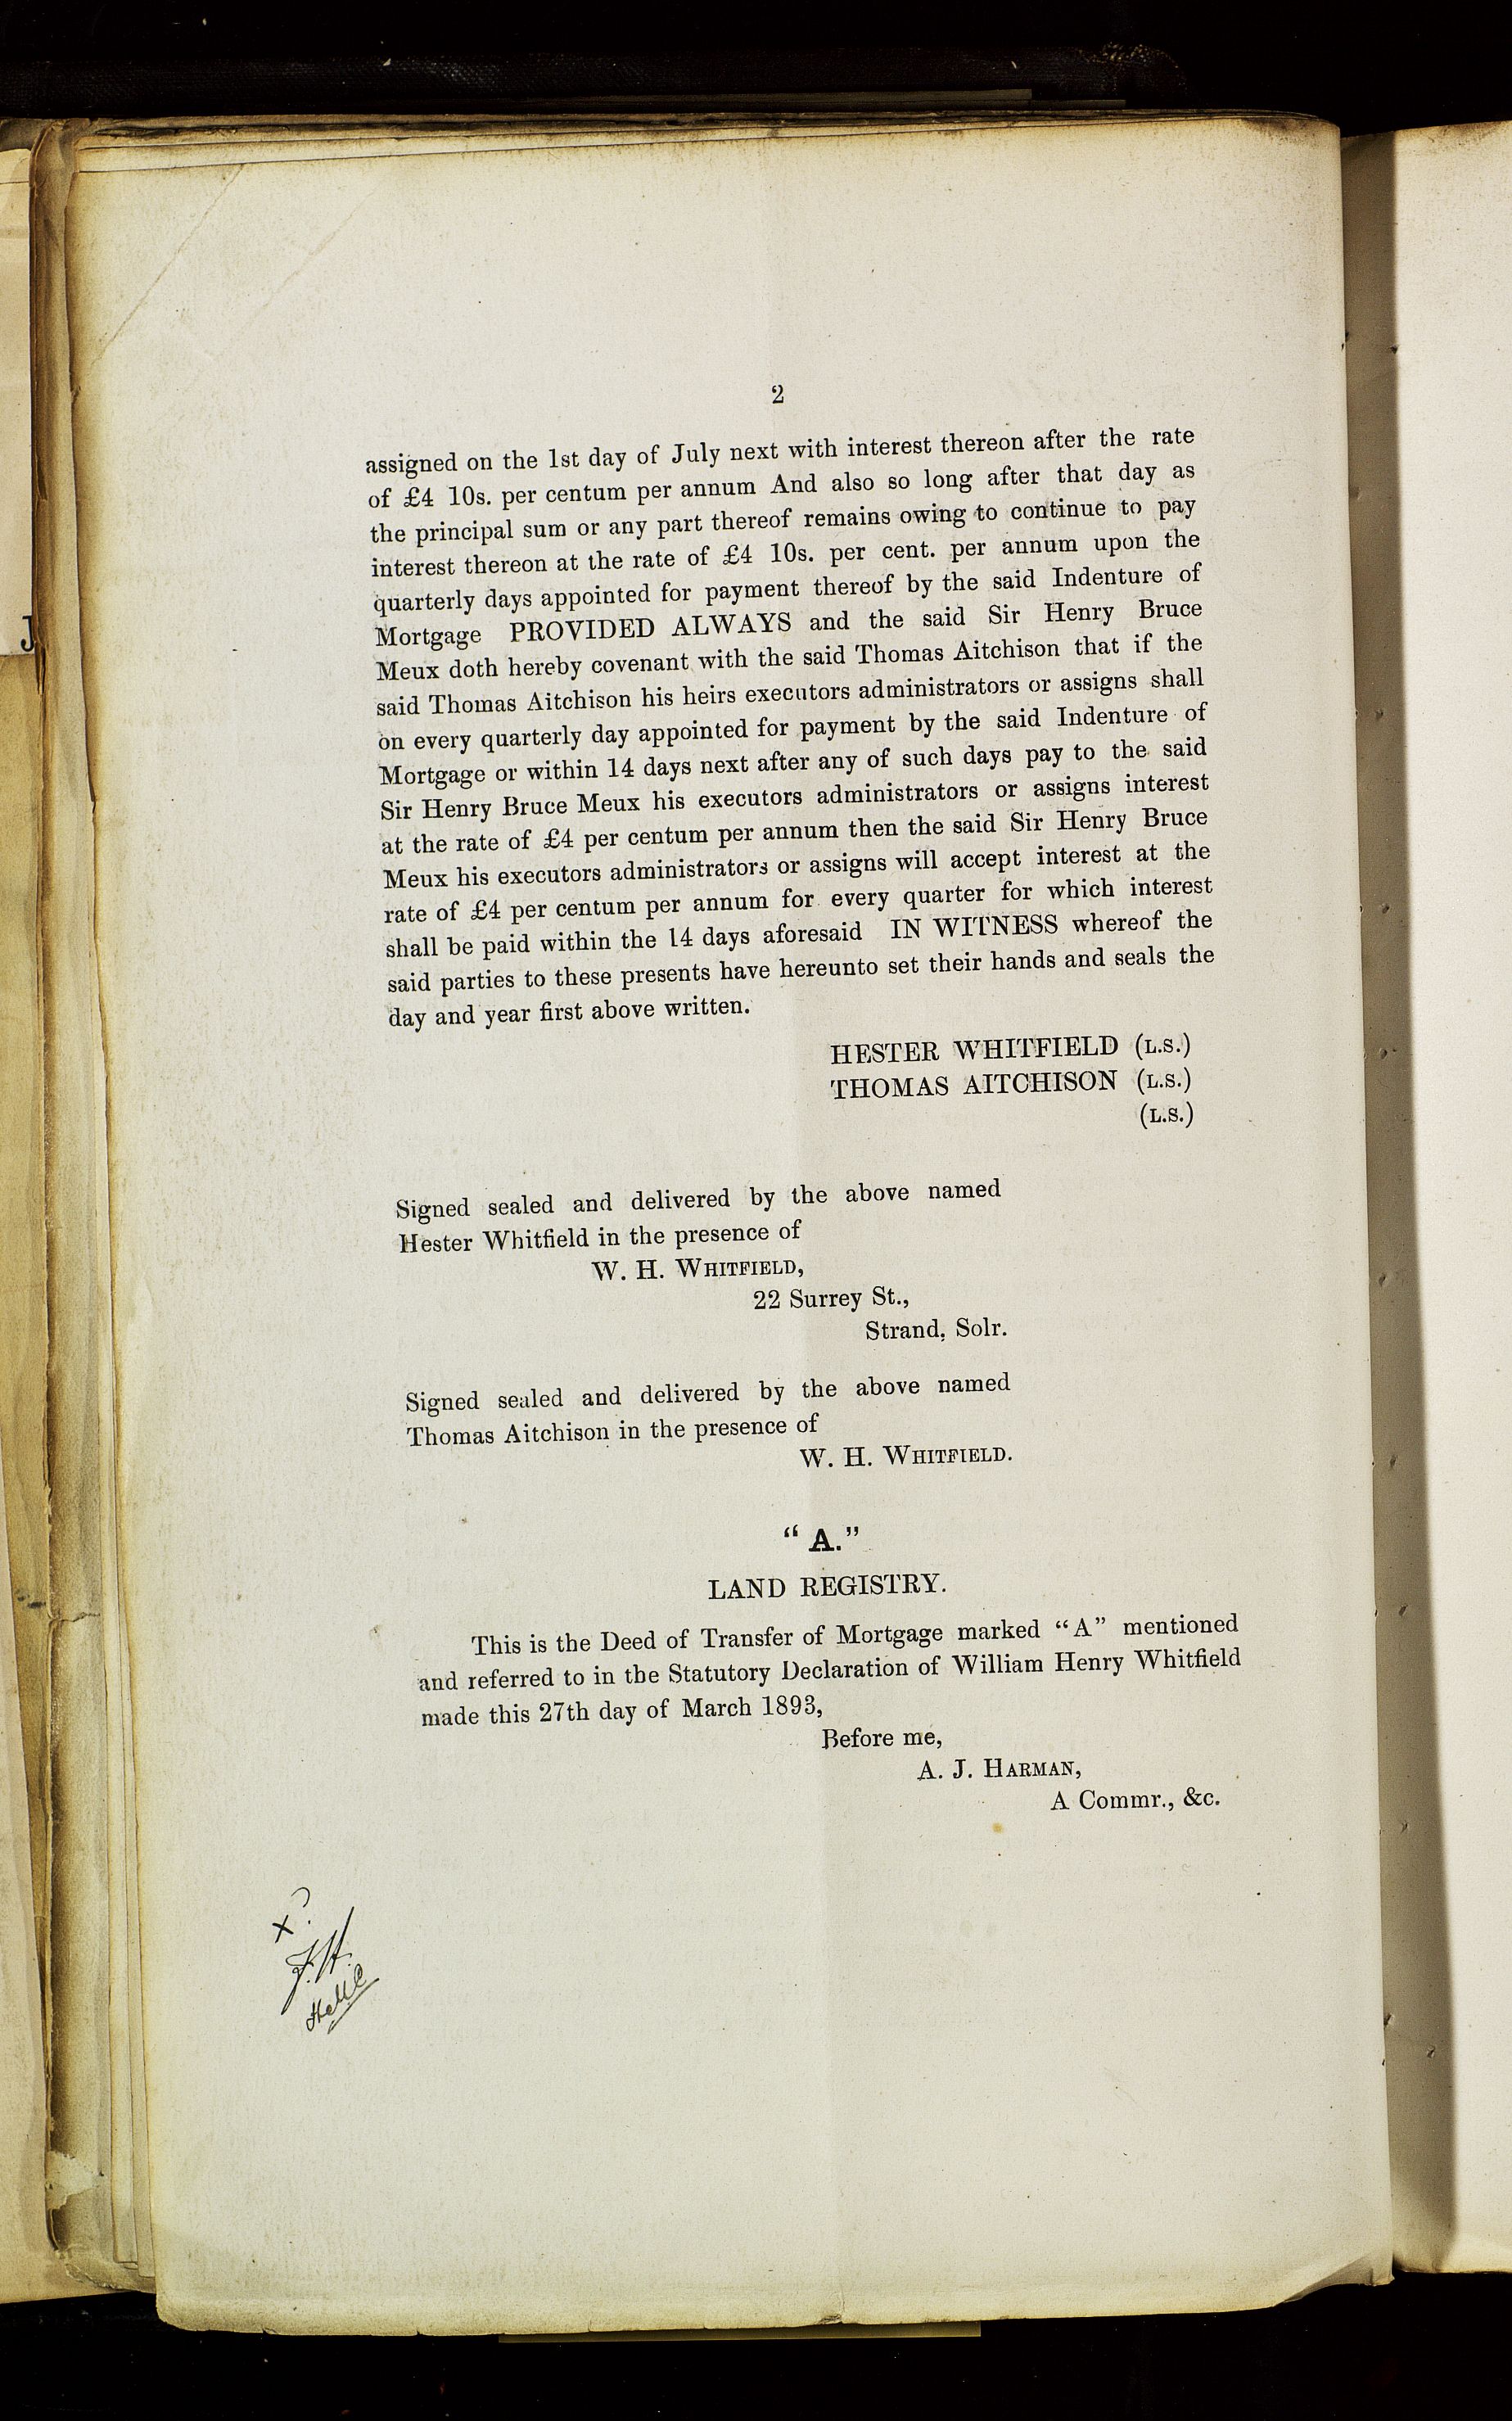 2
assigned on the 1st day of July next with interest thereon after the rate
of £4 10s. per centum per annum And also so long after that day as
the principal sum or any part thereof remains owing to continue to pay
interest thereon at the rate of £4 10s. per cent. per annum upon the
quarterly days appointed for payment thereof by the said Indenture of
Mortgage PROVIDED ALWAYS and the said Sir Henry Bruce
Meux doth hereby covenant with the said Thomas Aitchison that if the
said Thomas Aitchison his heirs executors administrators or assigns shall
on every quarterly day appointed for payment by the said Indenture of
Mortgage or within 14 days next after any of such days pay to the said
Sir Henry Bruce Meux his executors administrators or assigns interest
at the rate of £4 per centum per annum then the said Sir Henry Bruce
Meux his executors administrators or assigns will accept interest at the
rate of £4 per centum per annum for every quarter for which interest
shall be paid within the 14 days aforesaid IN WITNESS whereof the
said parties to these presents have hereunto set their hands and seals the
day and year first above written.
HESTER WHITFIELD (L.S.)
THOMAS AITCHISON (L.S.)
(L.S.)
Signed sealed and delivered by the above named
Hester Whitfield in the presence of
W. H. WHITFIELD,
22 Surrey St.,
Strand, Solr.
Signed sealed and delivered by the above named
Thomas Aitchison in the presence of
W. H. WHITFIELD.
"A."
LAND REGISTRY.
This is the Deed of Transfer of Mortgage marked "A" mentioned
and referred to in the Statutory Declaration of William Henry Whitfield
made this 27th day of March 1893,
Before me,
A. J. HARMAN,
A Commr., &c.